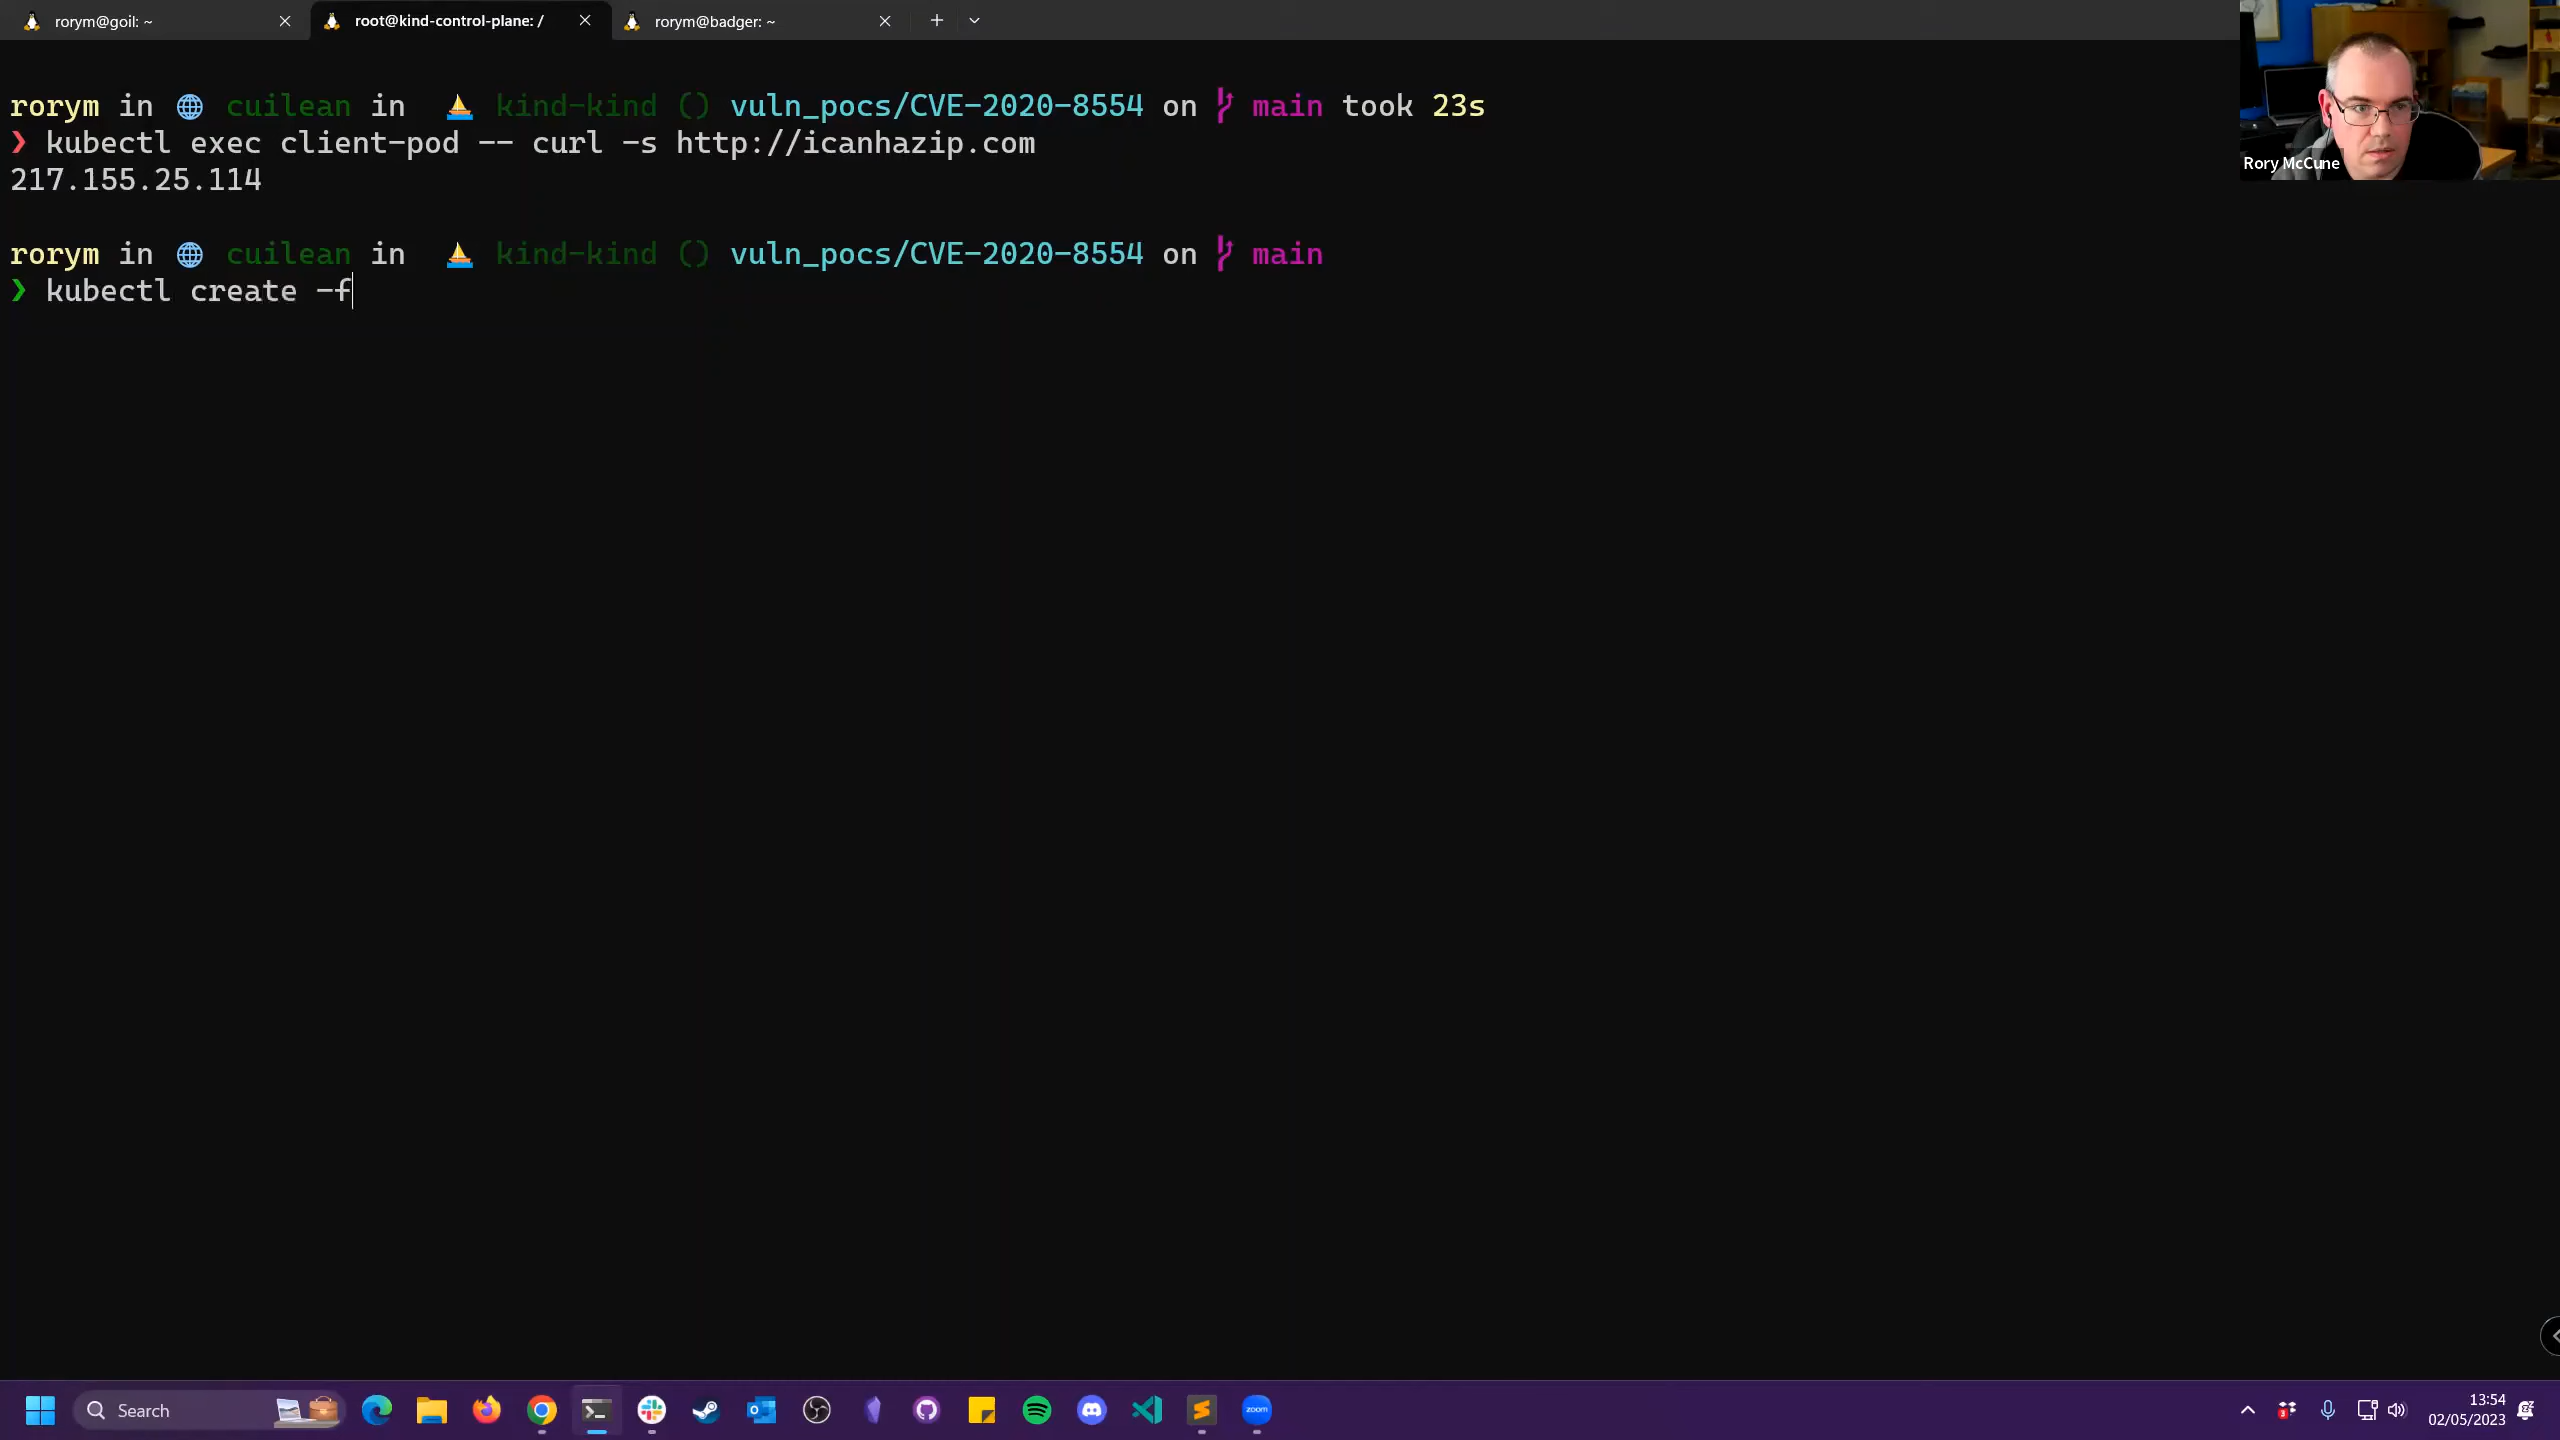 rorym@goil: ~
root@kind-control-plane: /
rorym@badger: ~
rorym in cuilean in kind-kind () vuln_pocs/CVE-2020-8554 on main took 23s
❯ kubectl exec client-pod -- curl -s http://icanhazip.com
217.155.25.114
rorym in cuilean in kind-kind () vuln_pocs/CVE-2020-8554 on main
❯ kubectl create -f
Rory McCune
Search
zoom
13:54
02/05/2023